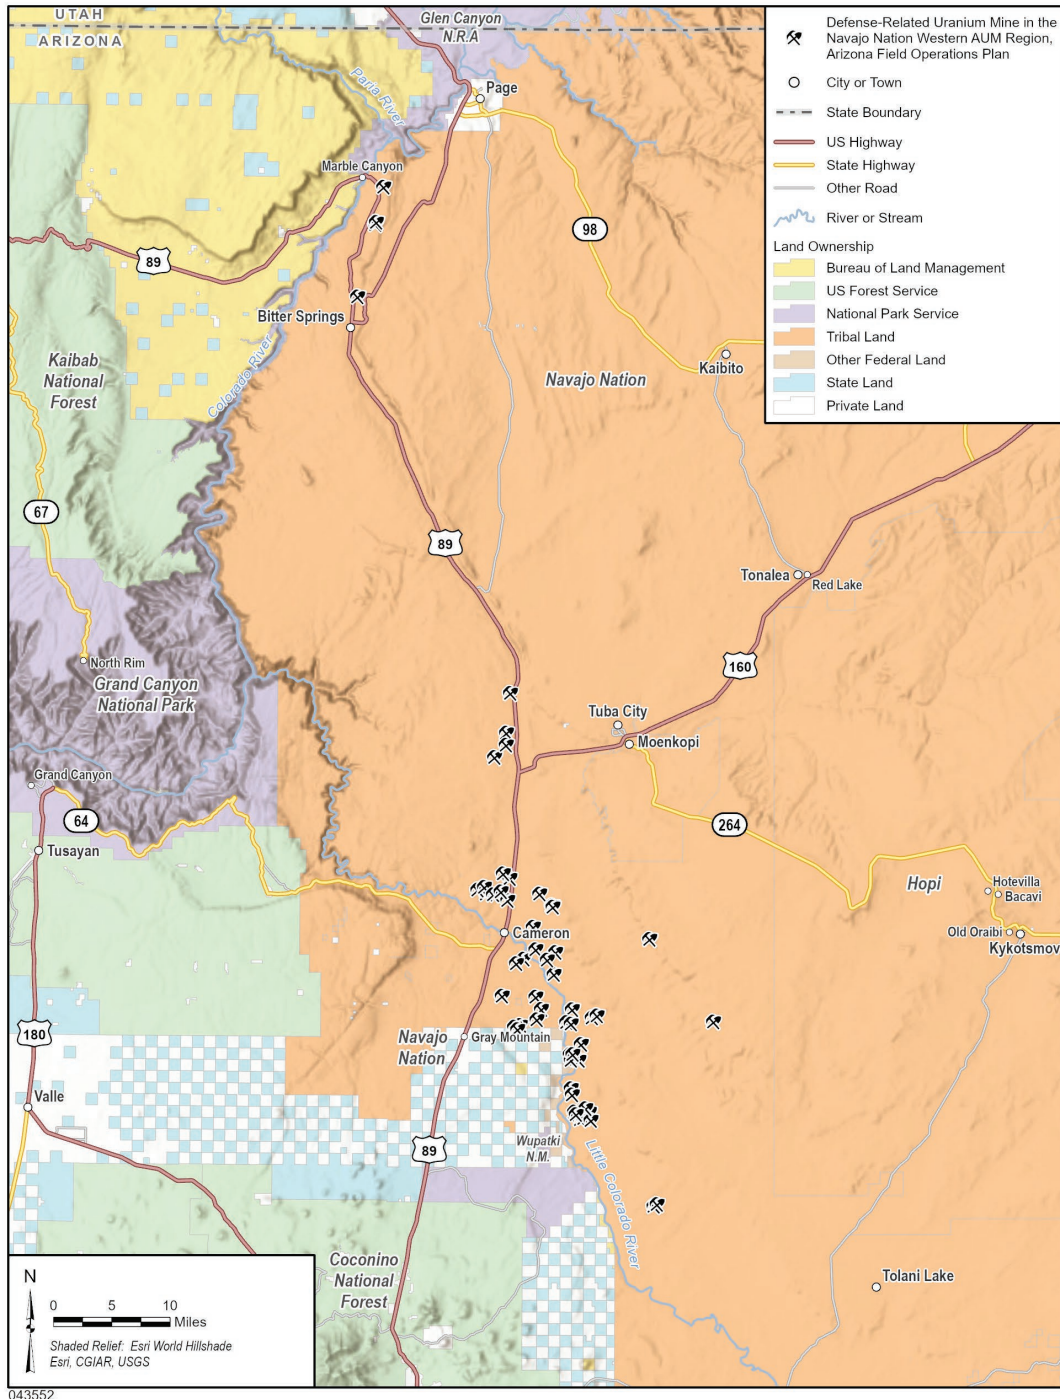 UTAH
ARIZONA
Glen Canyon
N.R.A
Paria River
Page
Marble Canyon
98
89
Bitter Springs
Colorado River
Kaibito
Kaibab
National
Forest
Navajo Nation
67
89
Tonalea
Red Lake
North Rim
Grand Canyon
National Park
160
Tuba City
Moenkopi
Grand Canyon
64
Tusayan
264
Hopi
Hotevilla
Bacavi
Old Oraibi
Kykotsmov
Cameron
180
Navajo
Nation
Gray Mountain
Valle
89
Wupatki
N.M.
Little Colorado River
Coconino
National
Forest
Tolani Lake
Defense-Related Uranium Mine in the
Navajo Nation Western AUM Region,
Arizona Field Operations Plan
City or Town
State Boundary
US Highway
State Highway
Other Road
River or Stream
Land Ownership
Bureau of Land Management
US Forest Service
National Park Service
Tribal Land
Other Federal Land
State Land
Private Land
N
0 5 10
Miles
Shaded Relief: Esri World Hillshade
Esri, CGIAR, USGS
043552